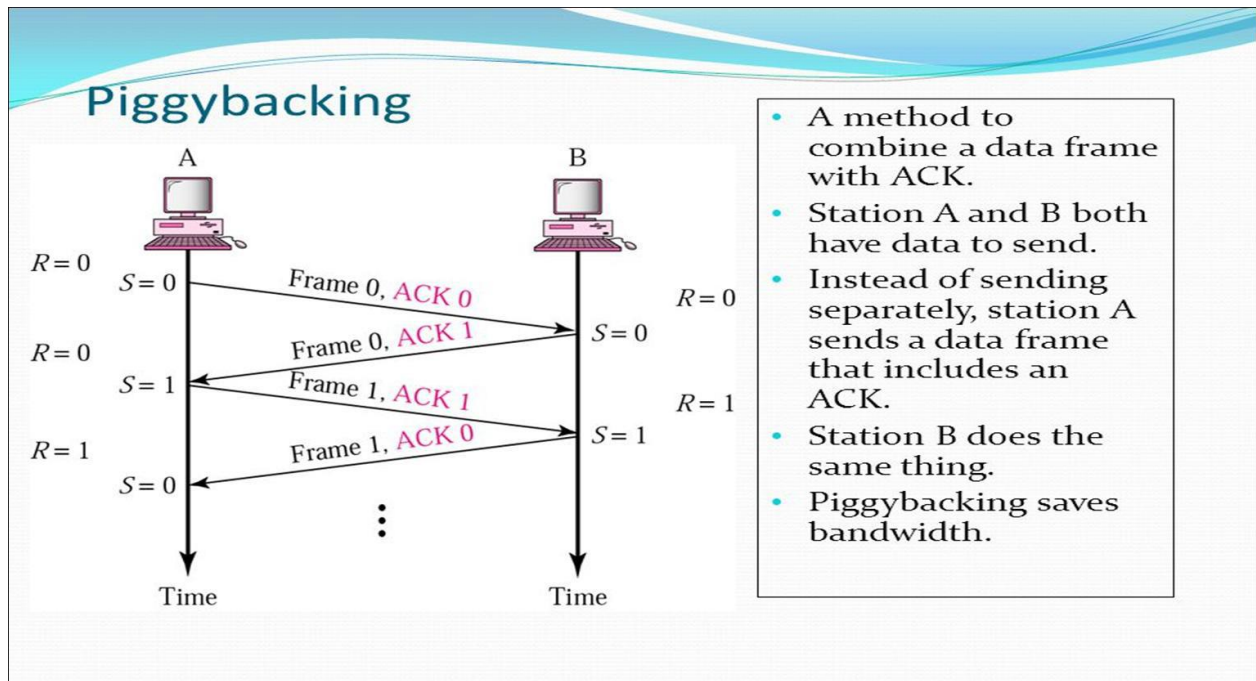 Piggybacking
A
B
R = 0
S = 0
Frame 0, ACK 0
R = 0
Frame 0, ACK 1
S = 0
R = 0
S = 1
Frame 1, ACK 1
R = 1
Frame 1, ACK 0
S = 1
R = 1
S = 0
Time
Time
• A method to
combine a data frame
with ACK.
• Station A and B both
have data to send.
• Instead of sending
separately, station A
sends a data frame
that includes an
ACK.
• Station B does the
same thing.
• Piggybacking saves
bandwidth.